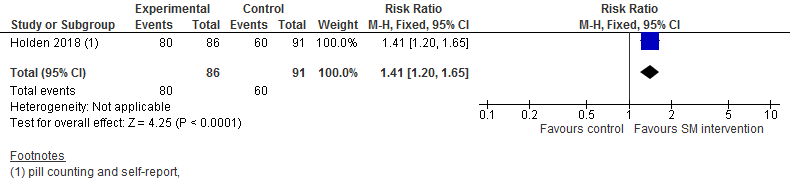 Experimental Control Risk Ratio Risk Ratio
Study or Subgroup Events Total Events Total Weight M-H, Fixed, 95% CI M-H, Fixed, 95% CI
Holden 2018 (1) 80 86 60 91 100.0% 1.41 [1.20, 1.65]
Total (95% CI) 86 91 100.0% 1.41 [1.20, 1.65]
Total events 80 60
Heterogeneity: Not applicable
Test for overall effect: Z = 4.25 (P < 0.0001)
0.1 0.2 0.5 1 2 5 10
Favours control Favours SM intervention
Footnotes
(1) pill counting and self-report,